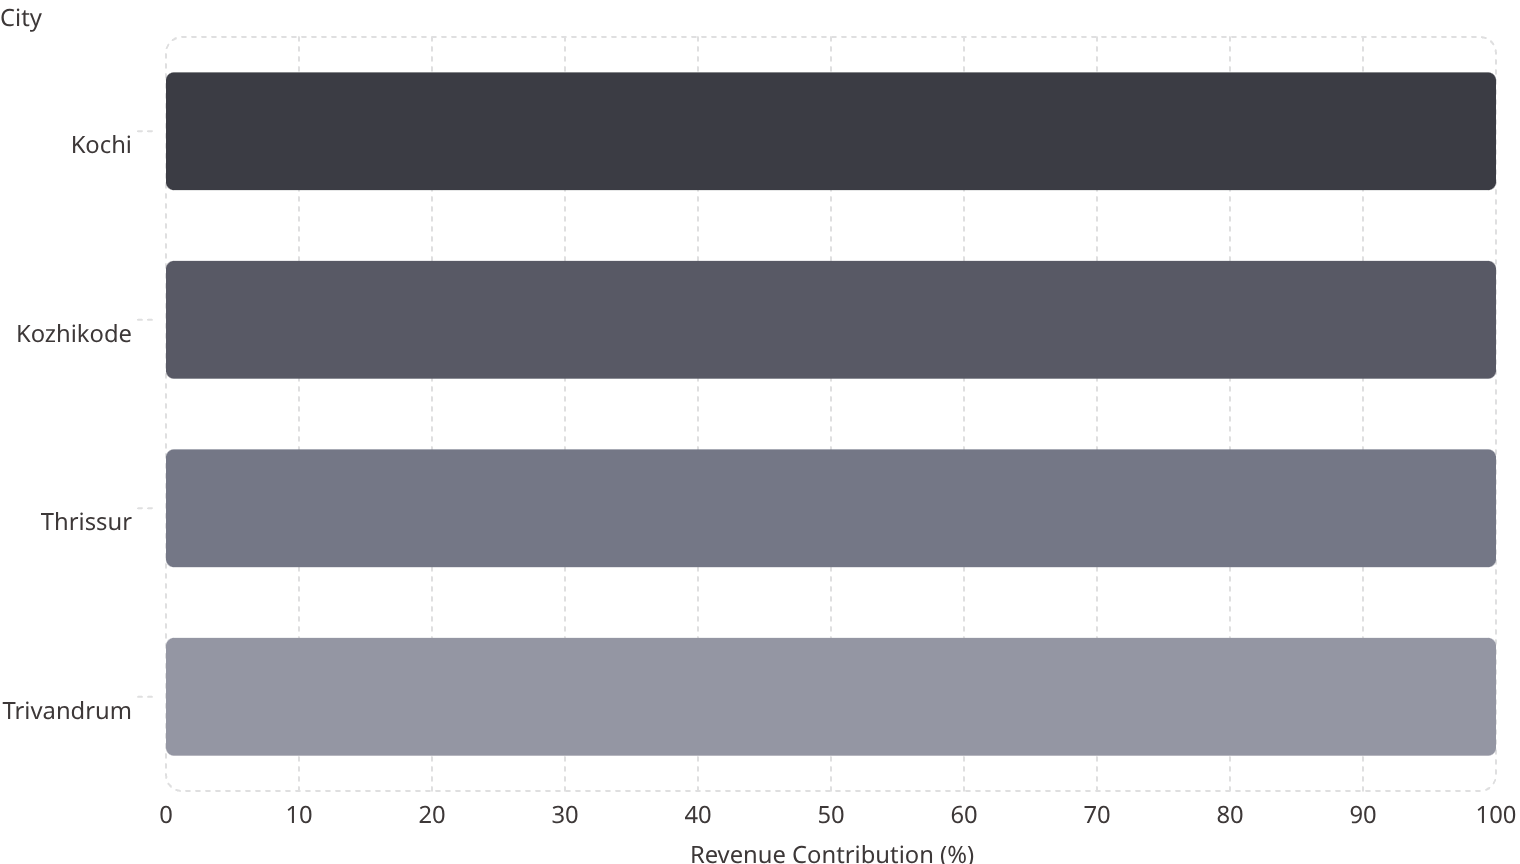 City
Kochi
Kozhikode
Thrissur
Trivandrum
0 10 20 30 40 50 60 70 80 90 100
Revenue Contribution (%)